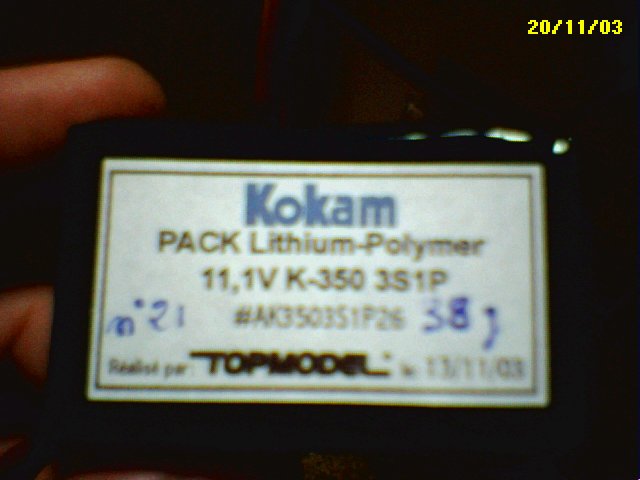 20/11/03
Kokam
PACK Lithium-Polymer
11,1V K-350 3S1P
n°21 #AK3503S1P26 38g
Réalisé par: TOPMODEL le 13/11/03